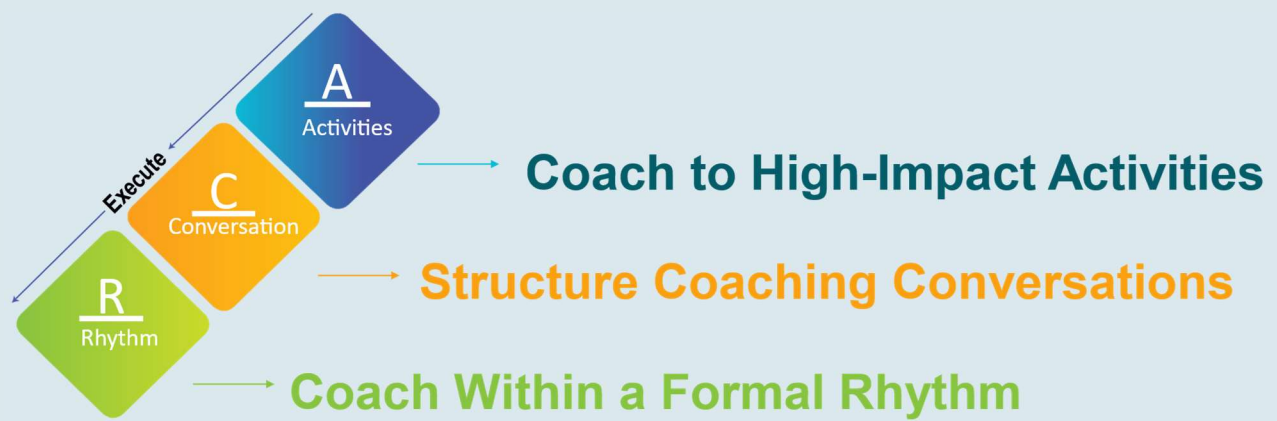 A
Activities
Coach to High-Impact Activities
Execute
C
Conversation
Structure Coaching Conversations
R
Rhythm
Coach Within a Formal Rhythm